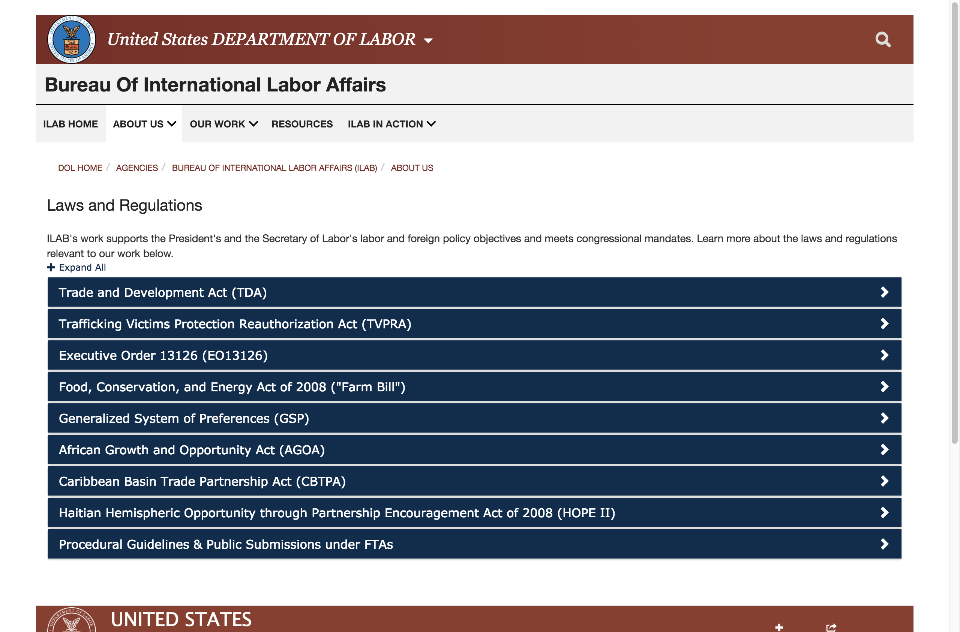 United States DEPARTMENT OF LABOR
Bureau Of International Labor Affairs
ILAB HOME ABOUT US OUR WORK RESOURCES ILAB IN ACTION
DOL HOME / AGENCIES / BUREAU OF INTERNATIONAL LABOR AFFAIRS (ILAB) / ABOUT US
Laws and Regulations
ILAB's work supports the President's and the Secretary of Labor's labor and foreign policy objectives and meets congressional mandates. Learn more about the laws and regulations
relevant to our work below.
+ Expand All
Trade and Development Act (TDA)
Trafficking Victims Protection Reauthorization Act (TVPRA)
Executive Order 13126 (EO13126)
Food, Conservation, and Energy Act of 2008 ("Farm Bill")
Generalized System of Preferences (GSP)
African Growth and Opportunity Act (AGOA)
Caribbean Basin Trade Partnership Act (CBTPA)
Haitian Hemispheric Opportunity through Partnership Encouragement Act of 2008 (HOPE II)
Procedural Guidelines & Public Submissions under FTAs
UNITED STATES